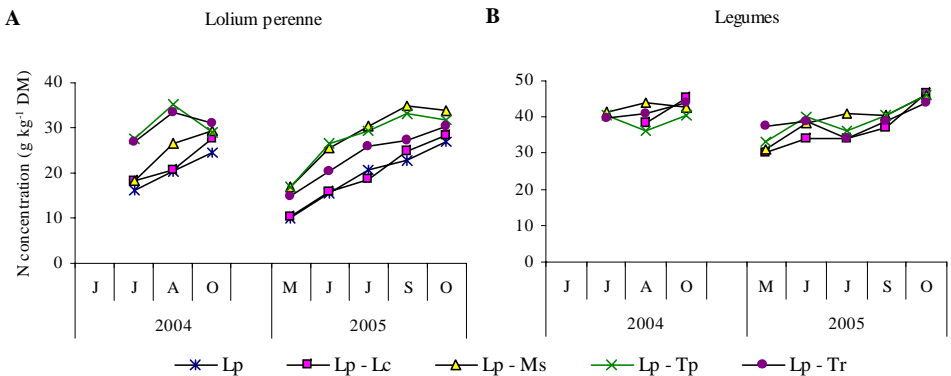 A
Lolium perenne
N concentration (g kg⁻¹ DM)
40
30
20
10
0
J J A O M J J S O
2004 2005
B
Legumes
50
40
30
20
10
0
J J A O M J J S O
2004 2005
Lp Lp - Lc Lp - Ms Lp - Tp Lp - Tr